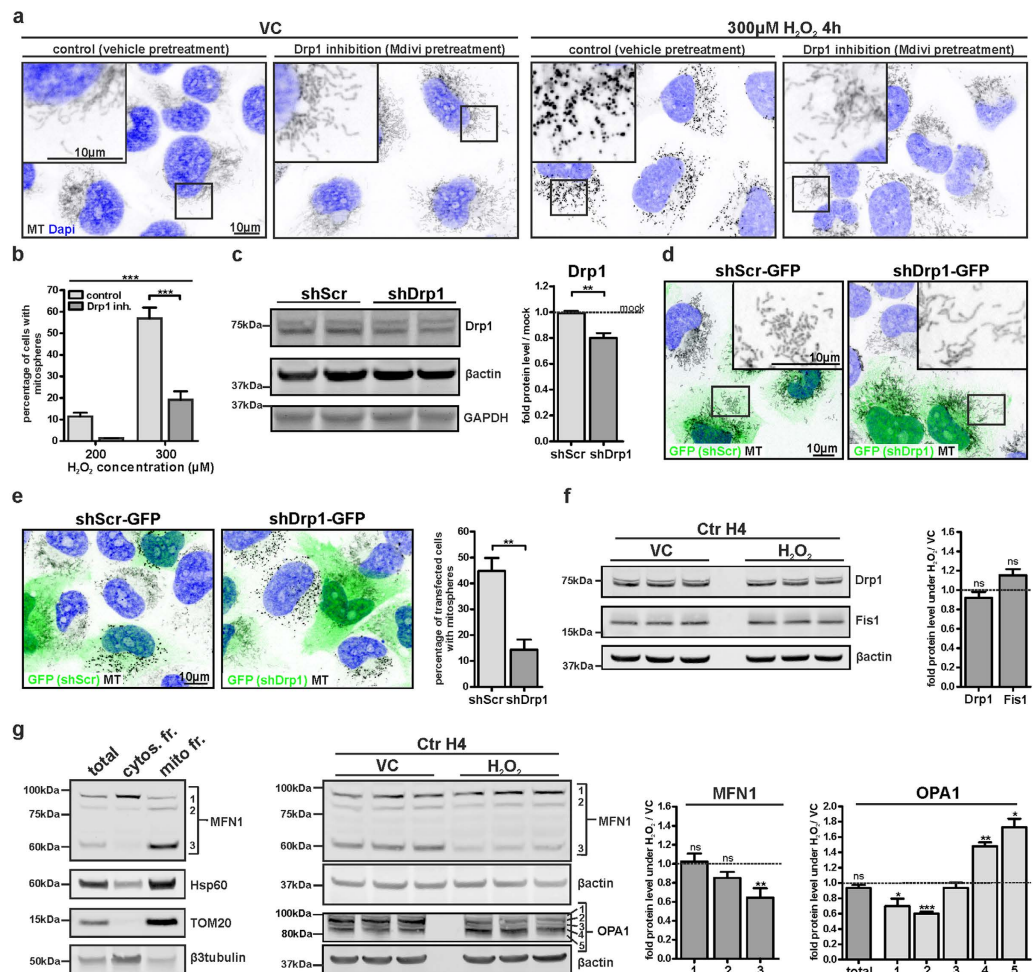 a
VC
300µM H₂O₂ 4h
control (vehicle pretreatment)
Drp1 inhibition (Mdivi pretreatment)
control (vehicle pretreatment)
Drp1 inhibition (Mdivi pretreatment)
10µm
MT Dapi
10µm
b
***
***
control
Drp1 inh.
percentage of cells with
mitospheres
70
60
50
40
30
20
10
0
200
300
H₂O₂ concentration (µM)
c
shScr
shDrp1
75kDa
Drp1
βactin
37kDa
37kDa
GAPDH
Drp1
**
mock
fold protein level / mock
1.2
1.0
0.8
0.6
0.4
0.2
0.0
shScr shDrp1
d
shScr-GFP
shDrp1-GFP
10µm
10µm
GFP (shScr) MT
10µm
GFP (shDrp1) MT
e
shScr-GFP
shDrp1-GFP
GFP (shScr) MT
10µm
GFP (shDrp1) MT
10µm
percentage of transfected cells
with mitospheres
60
50
40
30
20
10
0
**
shScr shDrp1
f
Ctr H4
VC
H₂O₂
75kDa
Drp1
Fis1
15kDa
37kDa
βactin
fold protein level under H₂O₂/ VC
1.6
1.4
1.2
1.0
0.8
0.6
0.4
0.2
0.0
ns
ns
Drp1 Fis1
g
total
cytos. fr.
mito fr.
100kDa
75kDa
60kDa
1
2
3
MFN1
60kDa
Hsp60
15kDa
TOM20
50kDa
β3tubulin
Ctr H4
VC
H₂O₂
100kDa
75kDa
60kDa
1
2
3
MFN1
37kDa
βactin
100kDa
80kDa
1
2
3
4
5
OPA1
37kDa
βactin
MFN1
fold protein level under H₂O₂ / VC
1.6
1.4
1.2
1.0
0.8
0.6
0.4
0.2
0.0
ns
ns
**
1 2 3
OPA1
fold protein level under H₂O₂/ VC
2.0
1.8
1.6
1.4
1.2
1.0
0.8
0.6
0.4
0.2
0.0
ns
*
***
**
*
total 1 2 3 4 5